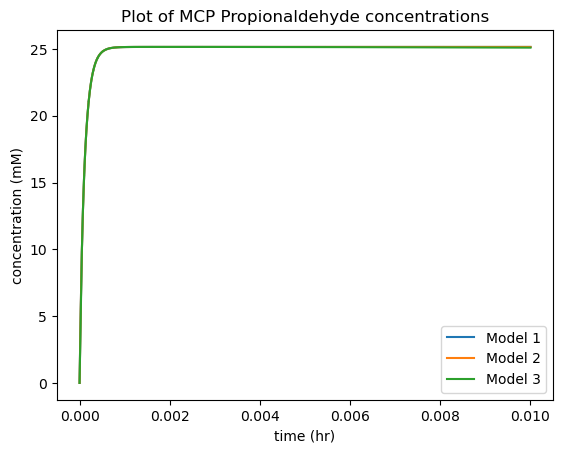 Plot of MCP Propionaldehyde concentrations
concentration (mM)
25
20
15
10
5
0
Model 1
Model 2
Model 3
0.000 0.002 0.004 0.006 0.008 0.010
time (hr)